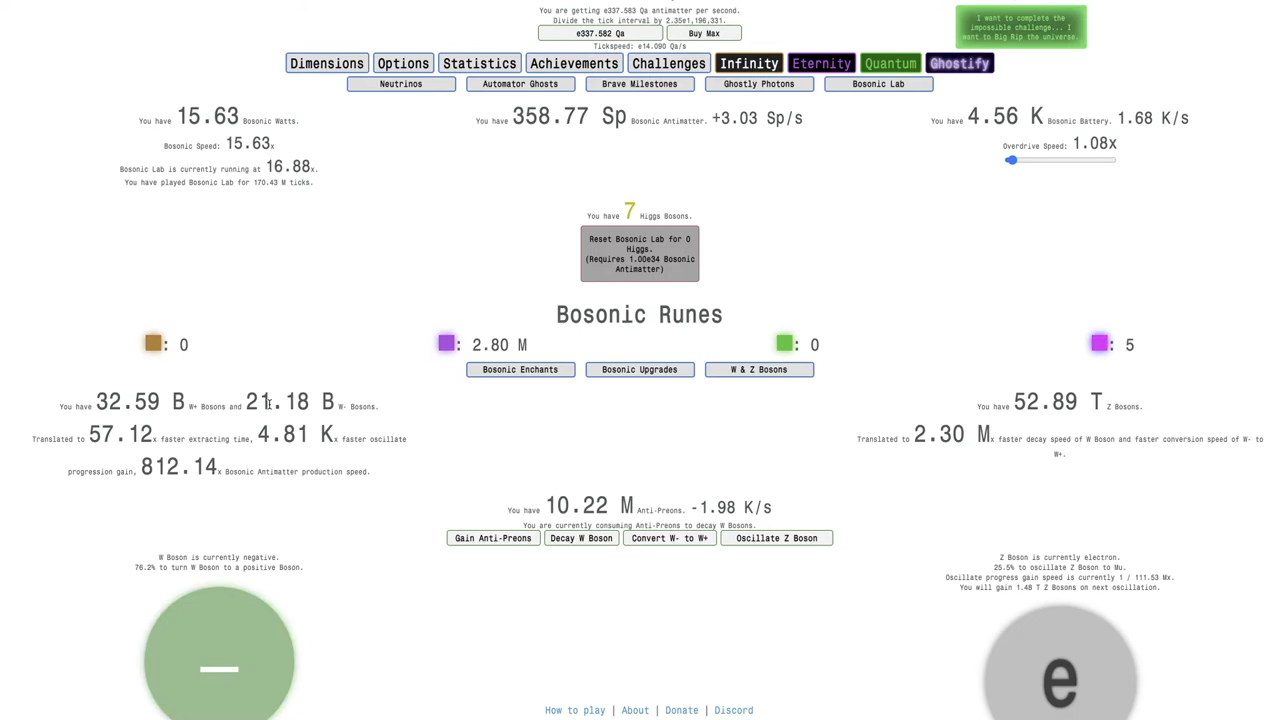 You are getting e337.583 Qa antimatter per second.
Divide the tick interval by 2.35e1,196,331.
e337.582 Qa Buy Max
Tickspeed: e14.090 Qa/s
I want to complete the
impossible challenge... I
want to Big Rip the universe.
Dimensions Options Statistics Achievements Challenges Infinity Eternity Quantum Ghostify
Neutrinos Automator Ghosts Brave Milestones Ghostly Photons Bosonic Lab
You have 15.63 Bosonic Watts.
Bosonic Speed: 15.63x
Bosonic Lab is currently running at 16.88x.
You have played Bosonic Lab for 170.43 M ticks.
You have 358.77 Sp Bosonic Antimatter. +3.03 Sp/s
You have 4.56 K Bosonic Battery. 1.68 K/s
Overdrive Speed: 1.08x
You have 7 Higgs Bosons.
Reset Bosonic Lab for 0
Higgs.
(Requires 1.00e34 Bosonic
Antimatter)
Bosonic Runes
: 0
: 2.80 M
: 0
: 5
Bosonic Enchants Bosonic Upgrades W & Z Bosons
You have 32.59 B W+ Bosons and 21.18 B W- Bosons.
Translated to 57.12x faster extracting time, 4.81 Kx faster oscillate
progression gain, 812.14x Bosonic Antimatter production speed.
You have 52.89 T Z Bosons.
Translated to 2.30 Mx faster decay speed of W Boson and faster conversion speed of W- to
W+.
You have 10.22 M Anti-Preons. -1.98 K/s
You are currently consuming Anti-Preons to decay W Bosons.
Gain Anti-Preons Decay W Boson Convert W- to W+ Oscillate Z Boson
W Boson is currently negative.
76.2% to turn W Boson to a positive Boson.
−
Z Boson is currently electron.
25.5% to oscillate Z Boson to Mu.
Oscillate progress gain speed is currently 1 / 111.53 Mx.
You will gain 1.48 T Z Bosons on next oscillation.
e
How to play | About | Donate | Discord